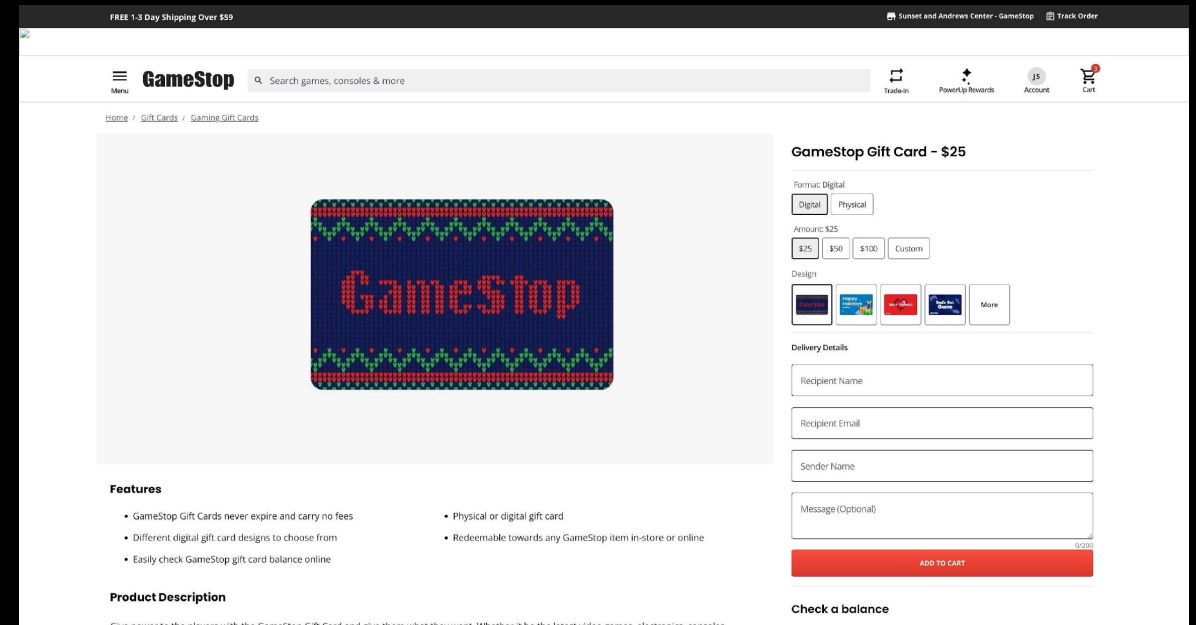 FREE 1-3 Day Shipping Over $59
Sunset and Andrews Center - GameStop
Track Order
Menu
GameStop
Search games, consoles & more
Trade-In
PowerUp Rewards
JS
Account
3
Cart
Home / Gift Cards / Gaming Gift Cards
GameStop
GameStop Gift Card - $25
Format: Digital
Digital
Physical
Amount: $25
$25
$50
$100
Custom
Design
GameStop
Happy
Holidays
More
Delivery Details
Recipient Name
Recipient Email
Sender Name
Message (Optional)
0/200
ADD TO CART
Check a balance
Features
• GameStop Gift Cards never expire and carry no fees
• Different digital gift card designs to choose from
• Easily check GameStop gift card balance online
• Physical or digital gift card
• Redeemable towards any GameStop item in-store or online
Product Description